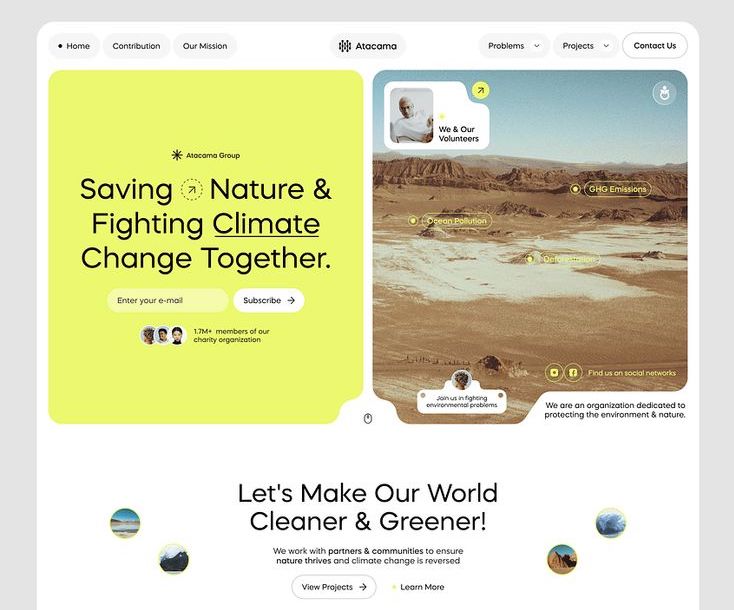 Home
Contribution
Our Mission
Atacama
Problems
Projects
Contact Us
Atacama Group
Saving Nature &
Fighting Climate
Change Together.
Enter your e-mail
Subscribe
1.7M+ members of our
charity organization
We & Our
Volunteers
GHG Emissions
Ocean Pollution
Deforestation
Find us on social networks
Join us in fighting
environmental problems
We are an organization dedicated to
protecting the environment & nature.
Let's Make Our World
Cleaner & Greener!
We work with partners & communities to ensure
nature thrives and climate change is reversed
View Projects
Learn More